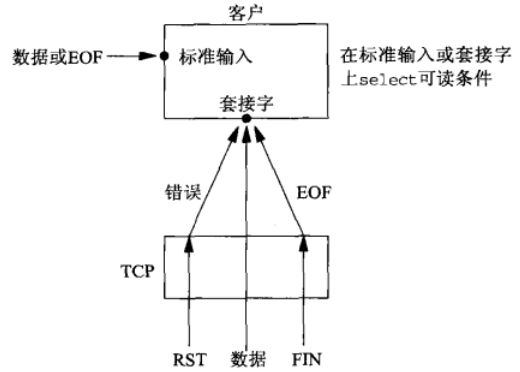 客户
数据或EOF
标准输入
在标准输入或套接字
上select可读条件
套接字
错误
EOF
TCP
RST
数据
FIN